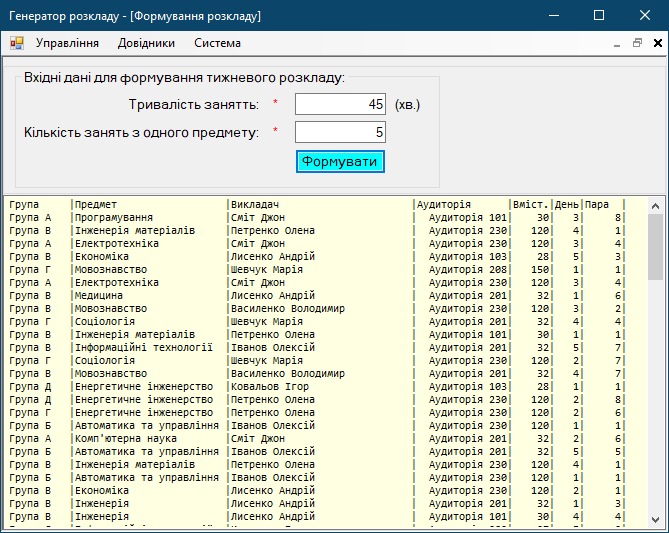 Генератор розкладу - [Формування розкладу]
Управління Довідники Система
Вхідні дані для формування тижневого розкладу:
Тривалість заняття: * 45 (хв.)
Кількість занять з одного предмету: * 5
Формувати
Група |Предмет |Викладач |Аудиторія |Вміст.|День|Пара |
Група А |Програмування |Сміт Джон | Аудиторія 101| 30| 3| 8|
Група В |Інженерія матеріалів |Петренко Олена | Аудиторія 230| 120| 4| 1|
Група А |Електротехніка |Сміт Джон | Аудиторія 230| 120| 3| 4|
Група В |Економіка |Лисенко Андрій | Аудиторія 103| 28| 5| 3|
Група Г |Мовознавство |Шевчук Марія | Аудиторія 208| 150| 1| 1|
Група А |Електротехніка |Сміт Джон | Аудиторія 230| 120| 3| 4|
Група В |Медицина |Лисенко Андрій | Аудиторія 201| 32| 1| 6|
Група В |Мовознавство |Василенко Володимир | Аудиторія 230| 120| 3| 2|
Група Г |Соціологія |Шевчук Марія | Аудиторія 201| 32| 4| 4|
Група В |Інженерія матеріалів |Петренко Олена | Аудиторія 101| 30| 1| 1|
Група В |Інформаційні технології |Іванов Олексій | Аудиторія 201| 32| 5| 7|
Група Г |Соціологія |Шевчук Марія | Аудиторія 230| 120| 2| 7|
Група В |Мовознавство |Василенко Володимир | Аудиторія 201| 32| 4| 7|
Група Д |Енергетичне інженерство |Ковальов Ігор | Аудиторія 103| 28| 1| 1|
Група Д |Енергетичне інженерство |Петренко Олена | Аудиторія 230| 120| 2| 8|
Група Г |Енергетичне інженерство |Петренко Олена | Аудиторія 230| 120| 2| 6|
Група Б |Автоматика та управління |Іванов Олексій | Аудиторія 230| 120| 1| 1|
Група А |Комп'ютерна наука |Сміт Джон | Аудиторія 201| 32| 2| 6|
Група Б |Автоматика та управління |Іванов Олексій | Аудиторія 201| 32| 5| 5|
Група В |Інженерія матеріалів |Петренко Олена | Аудиторія 230| 120| 4| 1|
Група Б |Автоматика та управління |Іванов Олексій | Аудиторія 230| 120| 1| 1|
Група В |Економіка |Лисенко Андрій | Аудиторія 230| 120| 2| 1|
Група В |Інженерія |Лисенко Андрій | Аудиторія 201| 32| 1| 3|
Група В |Інженерія |Лисенко Андрій | Аудиторія 101| 30| 4| 4|